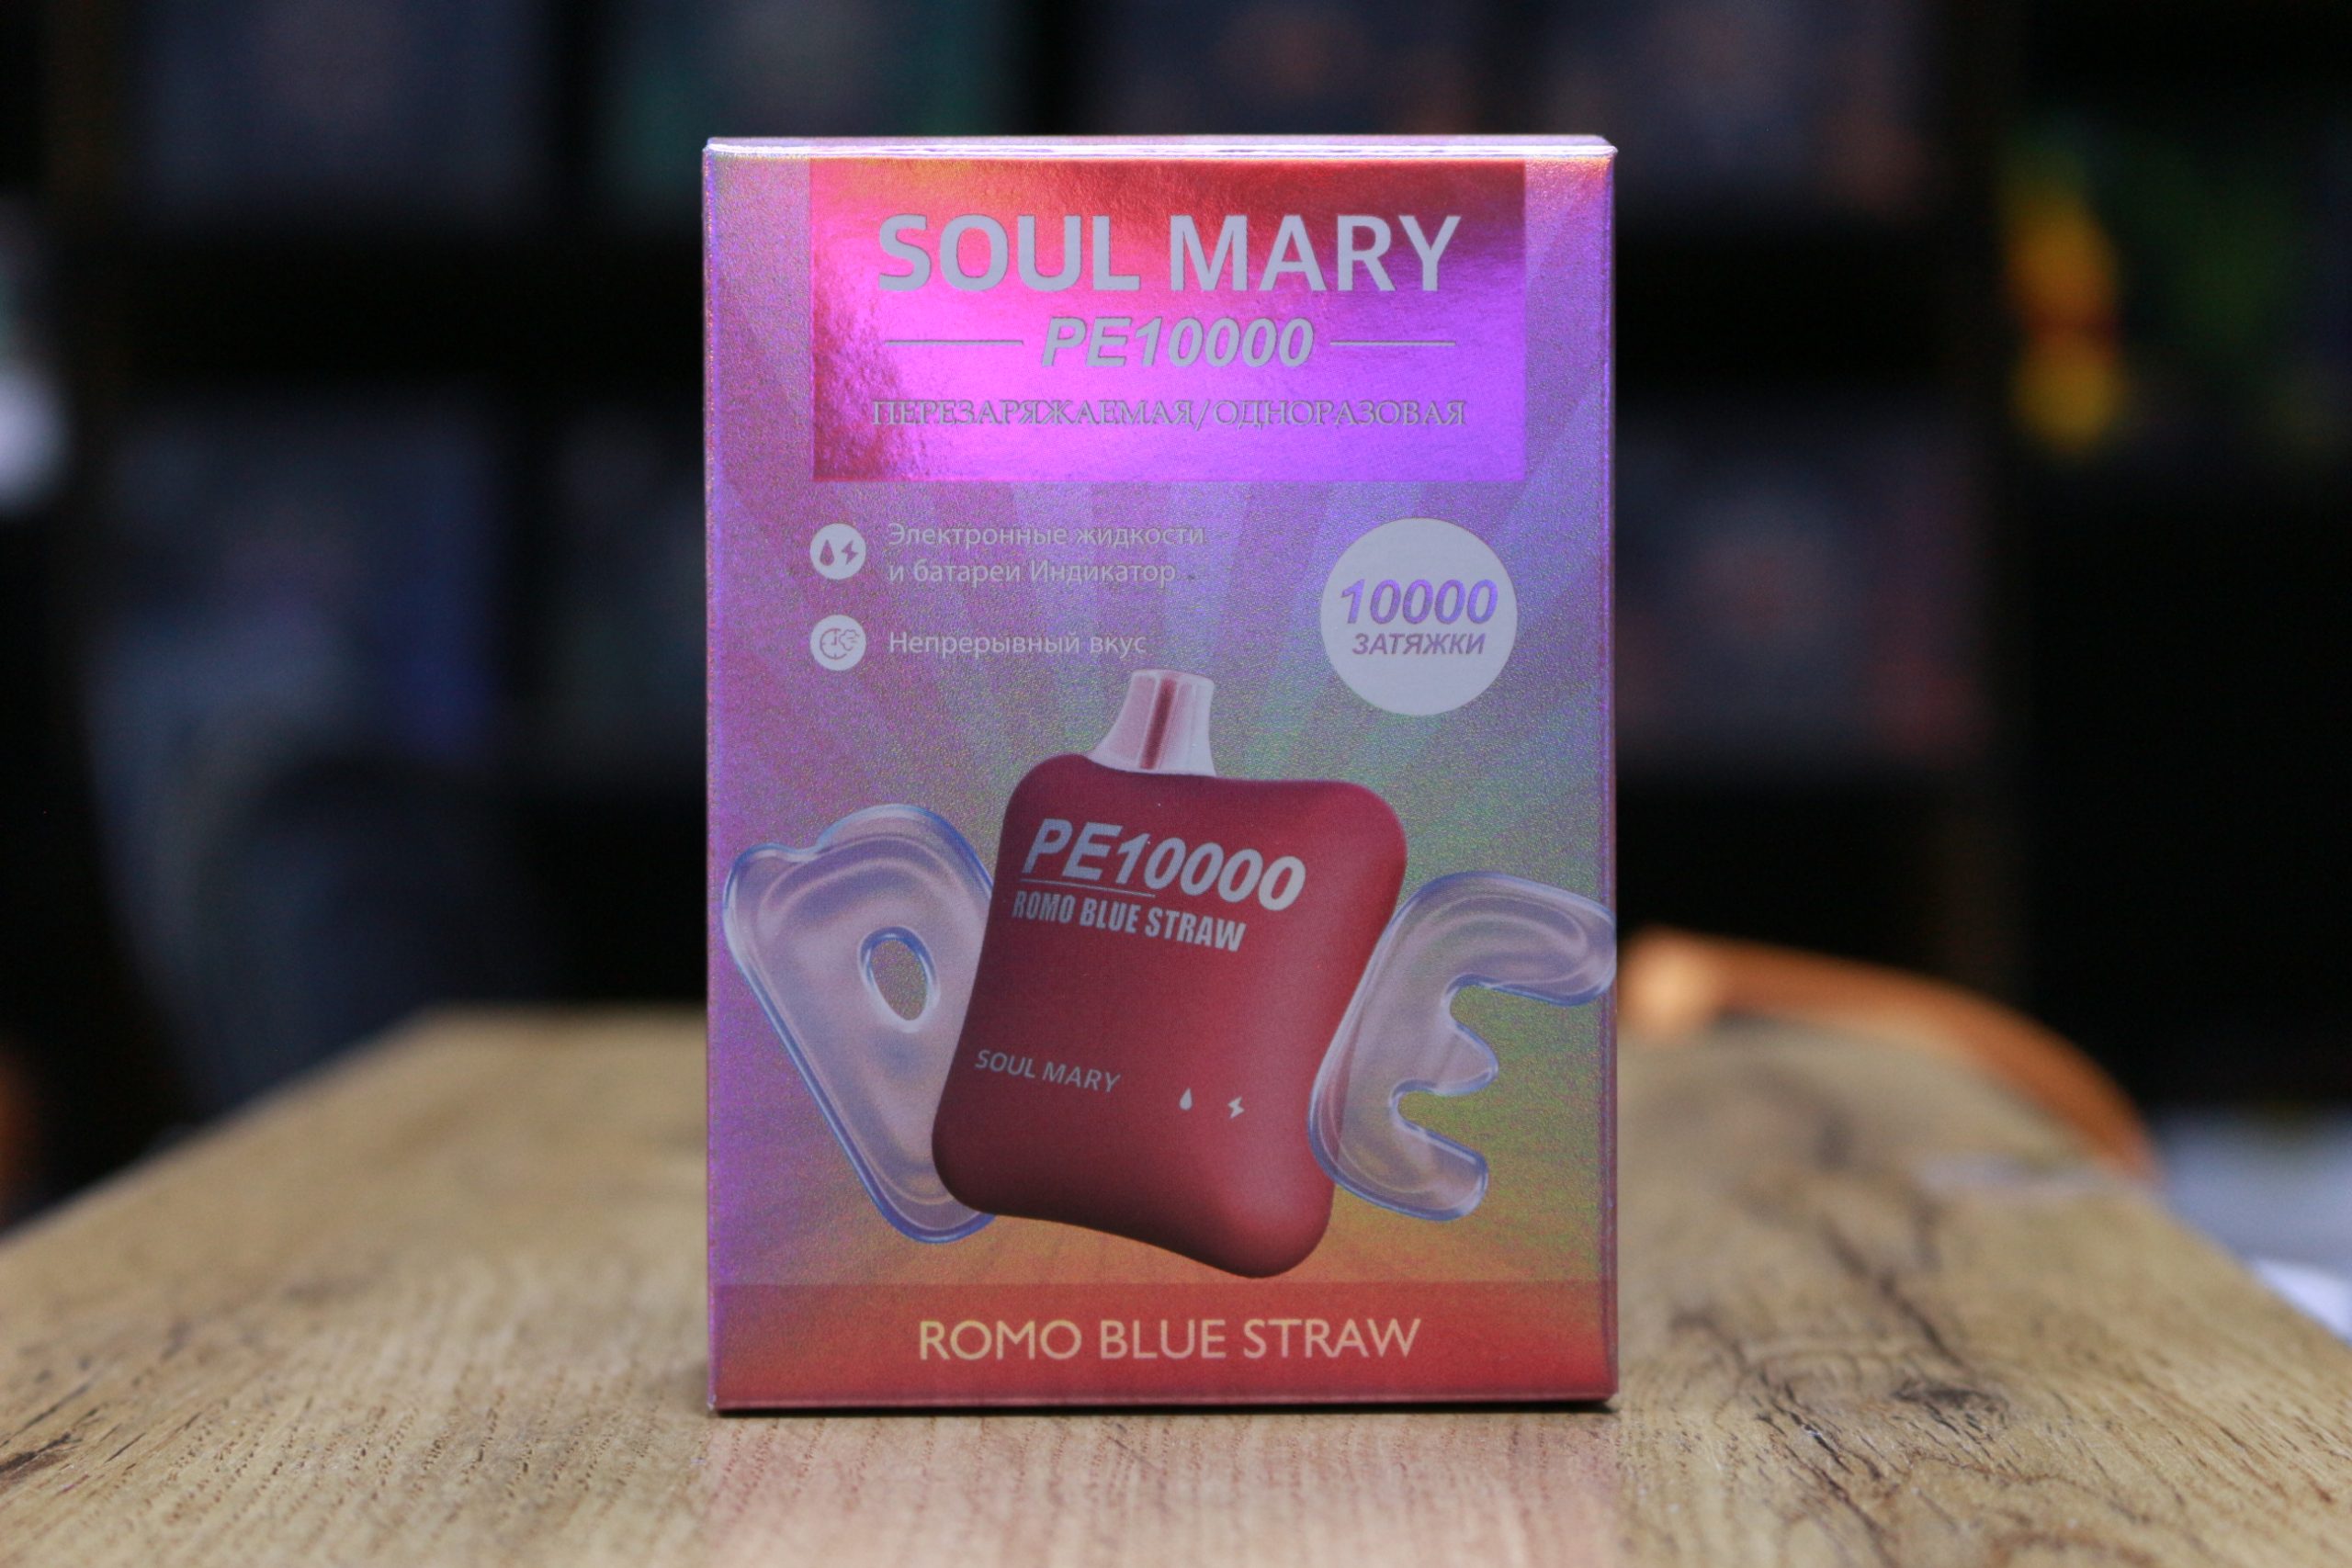 SOUL MARY
PE10000
ПЕРЕЗАРЯЖАЕМАЯ/ОДНОРАЗОВАЯ
Электронные жидкости
и батареи Индикатор
Непрерывный вкус
10000
ЗАТЯЖКИ
PE10000
ROMO BLUE STRAW
SOUL MARY
P
E
ROMO BLUE STRAW